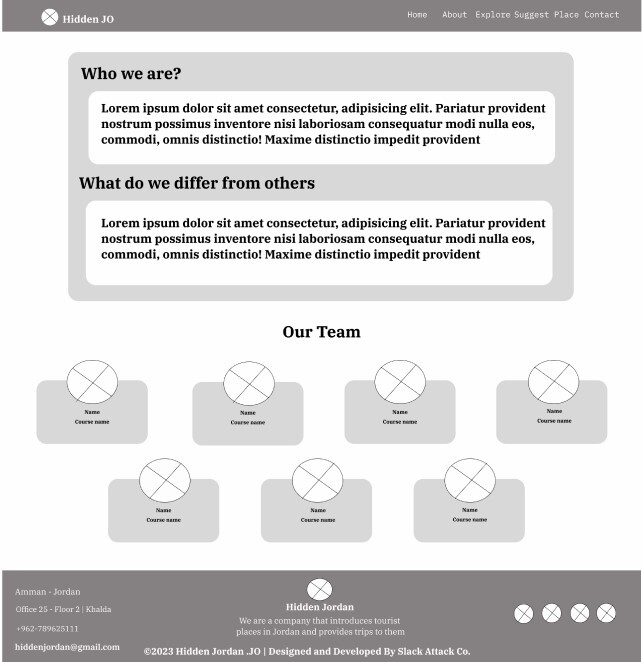 Hidden JO
Home About Explore Suggest Place Contact
Who we are?
Lorem ipsum dolor sit amet consectetur, adipisicing elit. Pariatur provident
nostrum possimus inventore nisi laboriosam consequatur modi nulla eos,
commodi, omnis distinctio! Maxime distinctio impedit provident
What do we differ from others
Lorem ipsum dolor sit amet consectetur, adipisicing elit. Pariatur provident
nostrum possimus inventore nisi laboriosam consequatur modi nulla eos,
commodi, omnis distinctio! Maxime distinctio impedit provident
Our Team
Name
Course name
Name
Course name
Name
Course name
Name
Course name
Name
Course name
Name
Course name
Name
Course name
Amman - Jordan
Office 25 - Floor 2 | Khalda
+962-789625111
hiddenjordan@gmail.com
Hidden Jordan
We are a company that introduces tourist
places in Jordan and provides trips to them
©2023 Hidden Jordan .JO | Designed and Developed By Slack Attack Co.